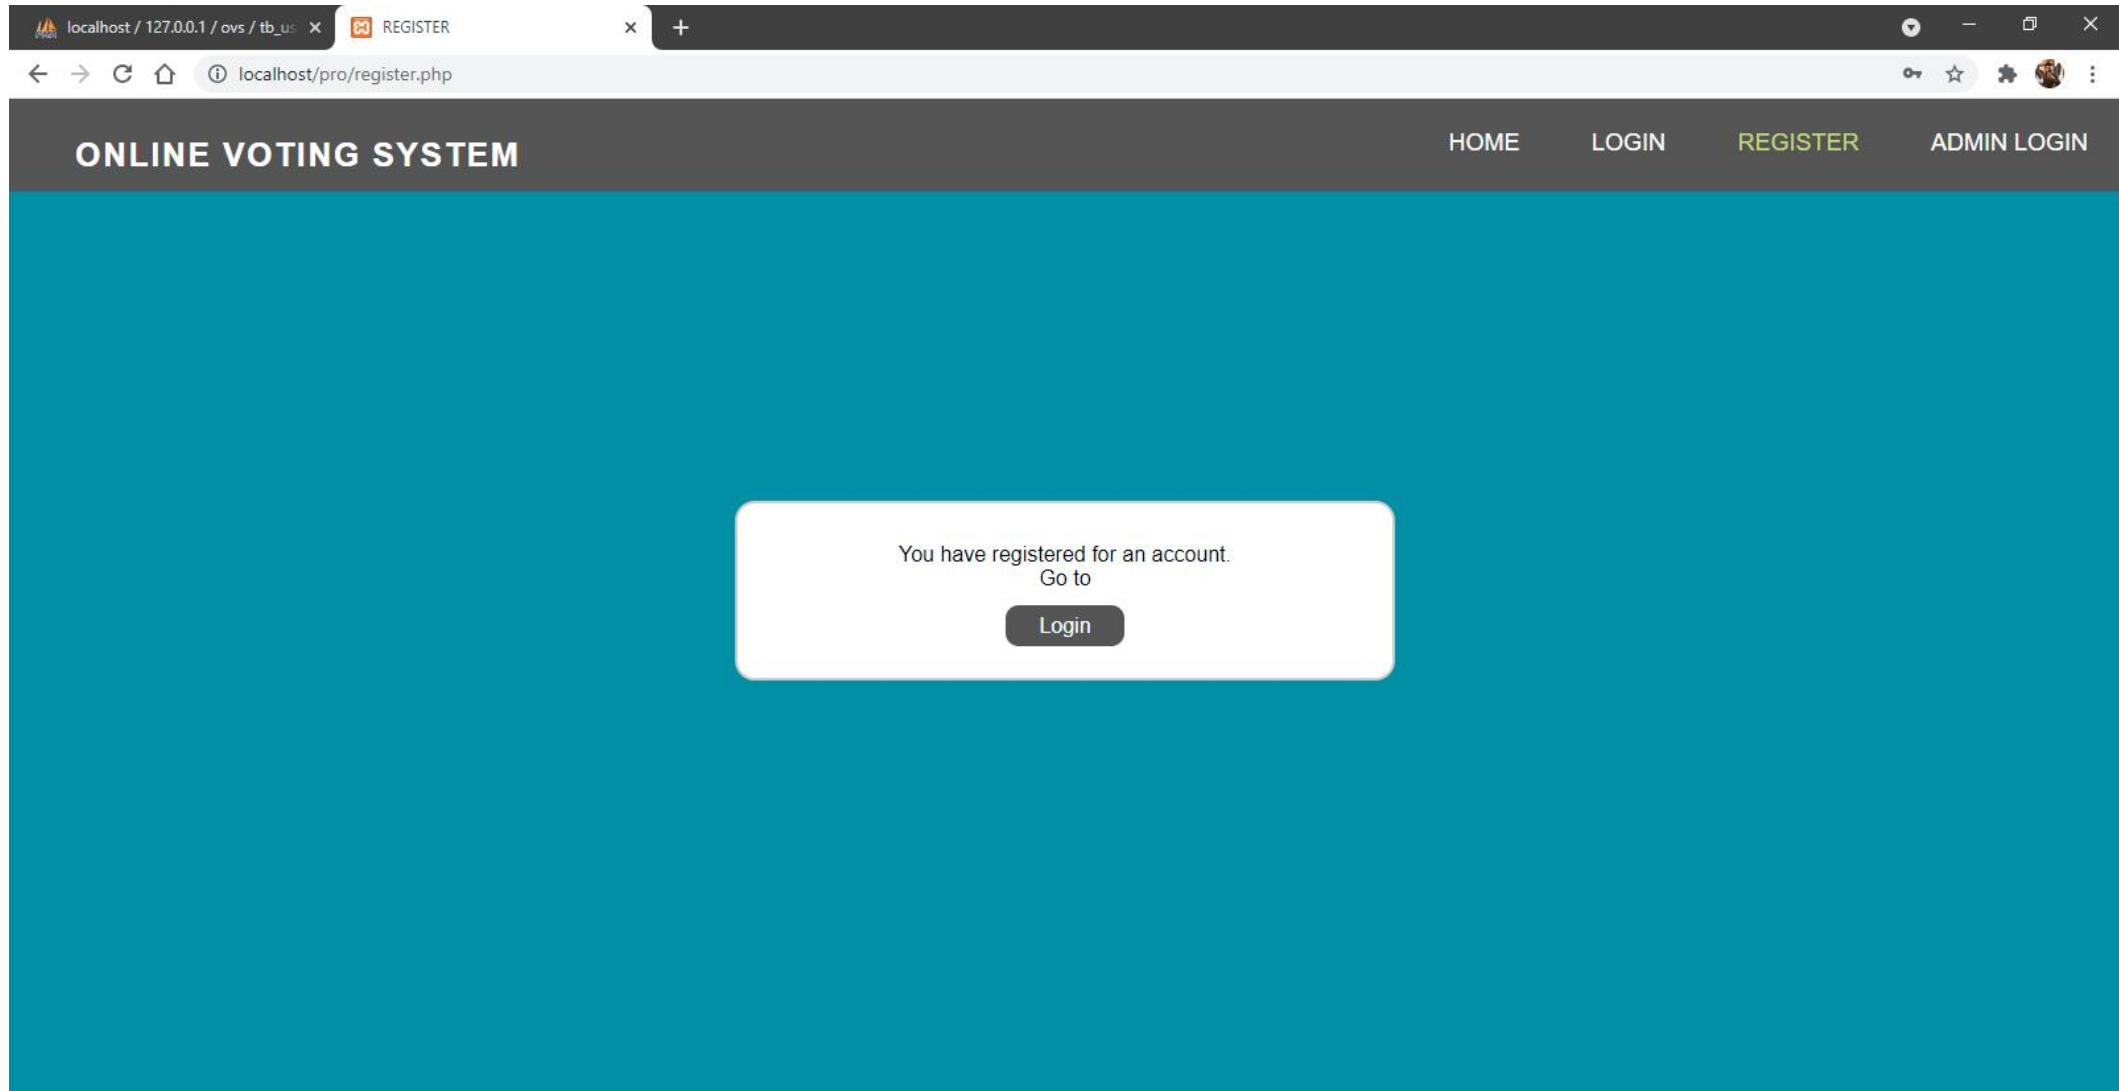 localhost / 127.0.0.1 / ovs / tb_us
REGISTER
localhost/pro/register.php
ONLINE VOTING SYSTEM
HOME LOGIN REGISTER ADMIN LOGIN
You have registered for an account.
Go to
Login